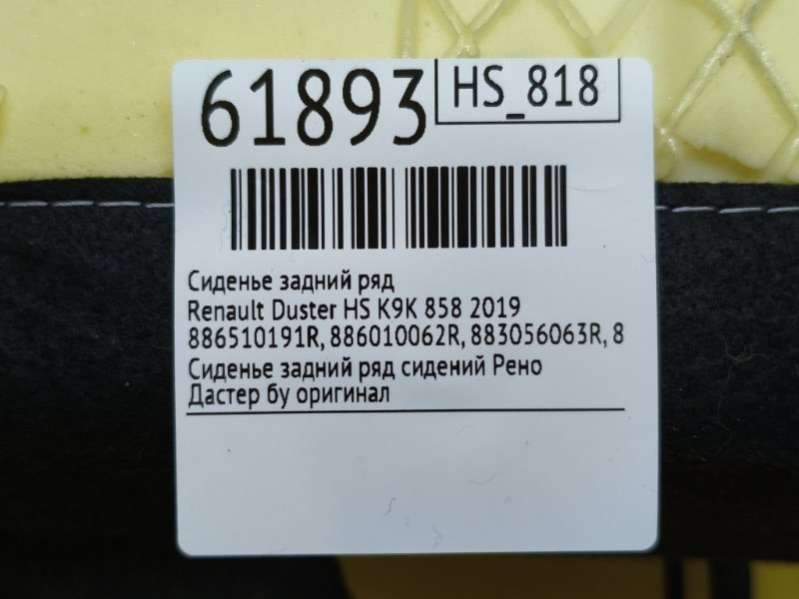 61893
HS_818
Сиденье задний ряд
Renault Duster HS K9K 858 2019
886510191R, 886010062R, 883056063R, 8
Сиденье задний ряд сидений Рено
Дастер бу оригинал